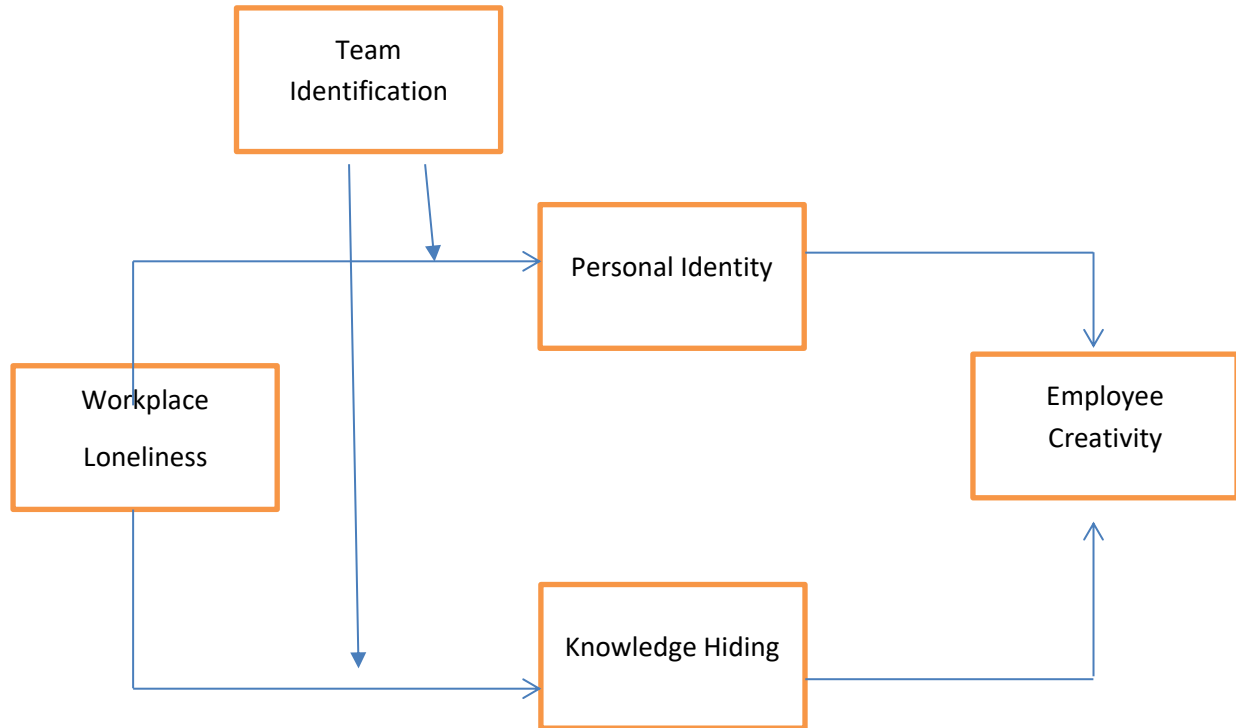 Team
Identification
Personal Identity
Workplace
Loneliness
Employee
Creativity
Knowledge Hiding